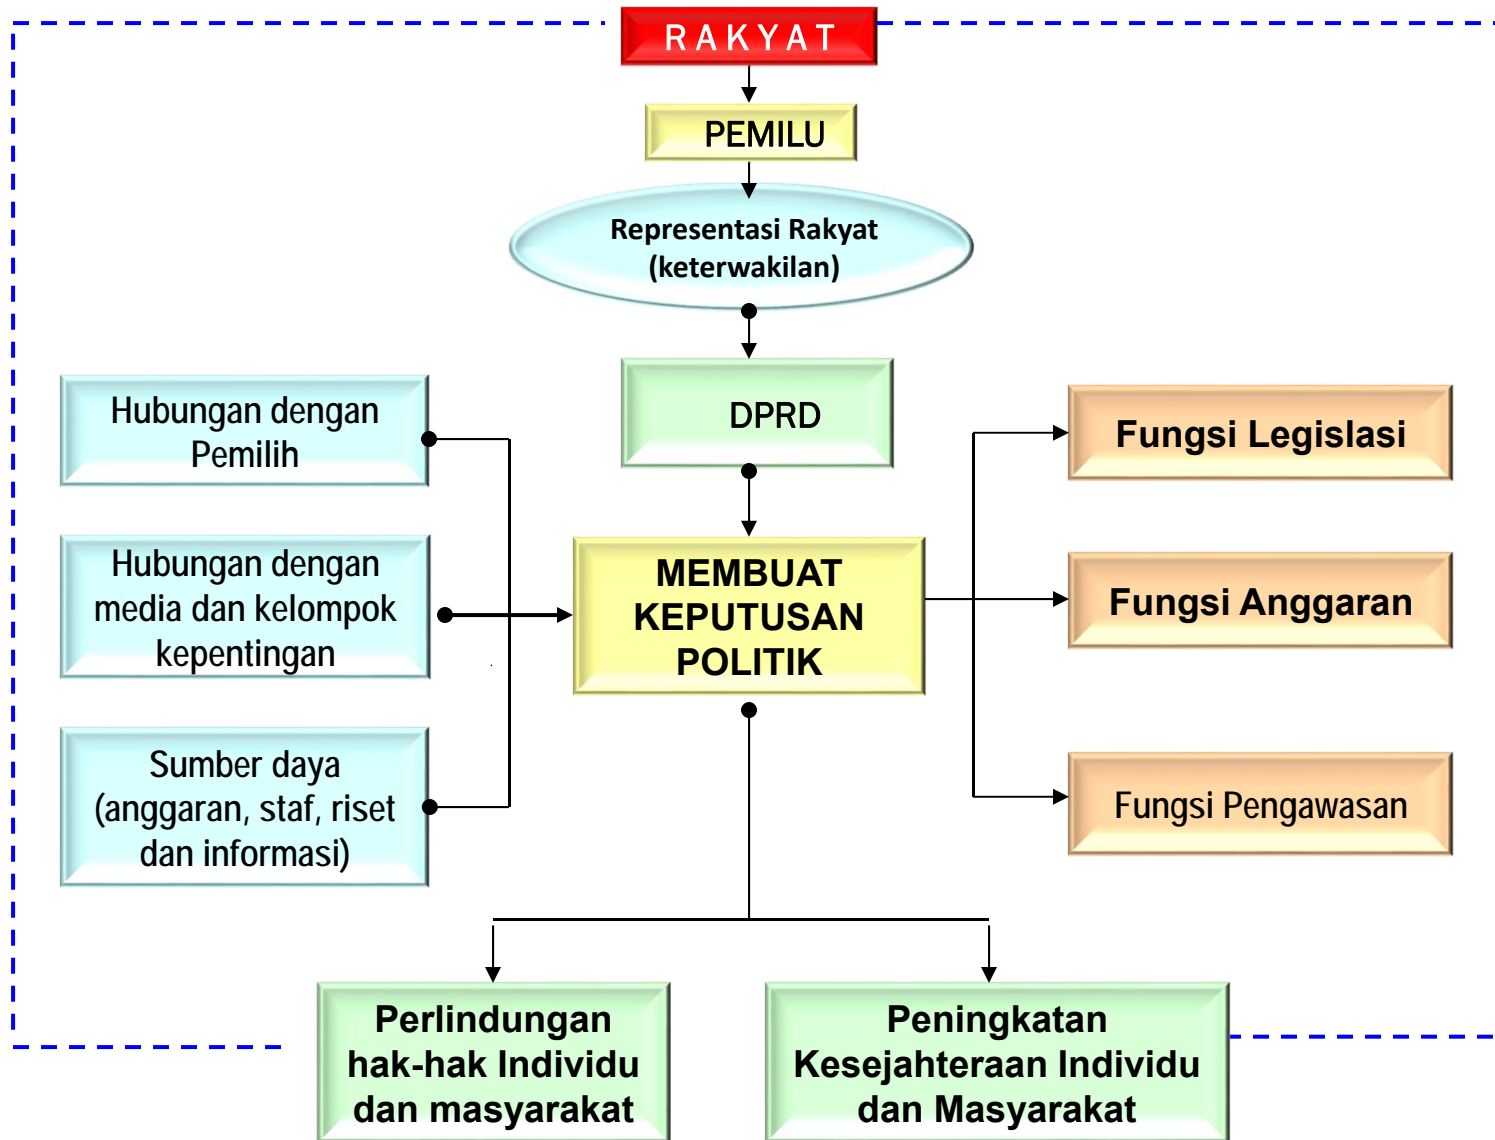 RAKYAT
PEMILU
Representasi Rakyat
(keterwakilan)
DPRD
Hubungan dengan
Pemilih
Hubungan dengan
media dan kelompok
kepentingan
Sumber daya
(anggaran, staf, riset
dan informasi)
MEMBUAT
KEPUTUSAN
POLITIK
Fungsi Legislasi
Fungsi Anggaran
Fungsi Pengawasan
Perlindungan
hak-hak Individu
dan masyarakat
Peningkatan
Kesejahteraan Individu
dan Masyarakat